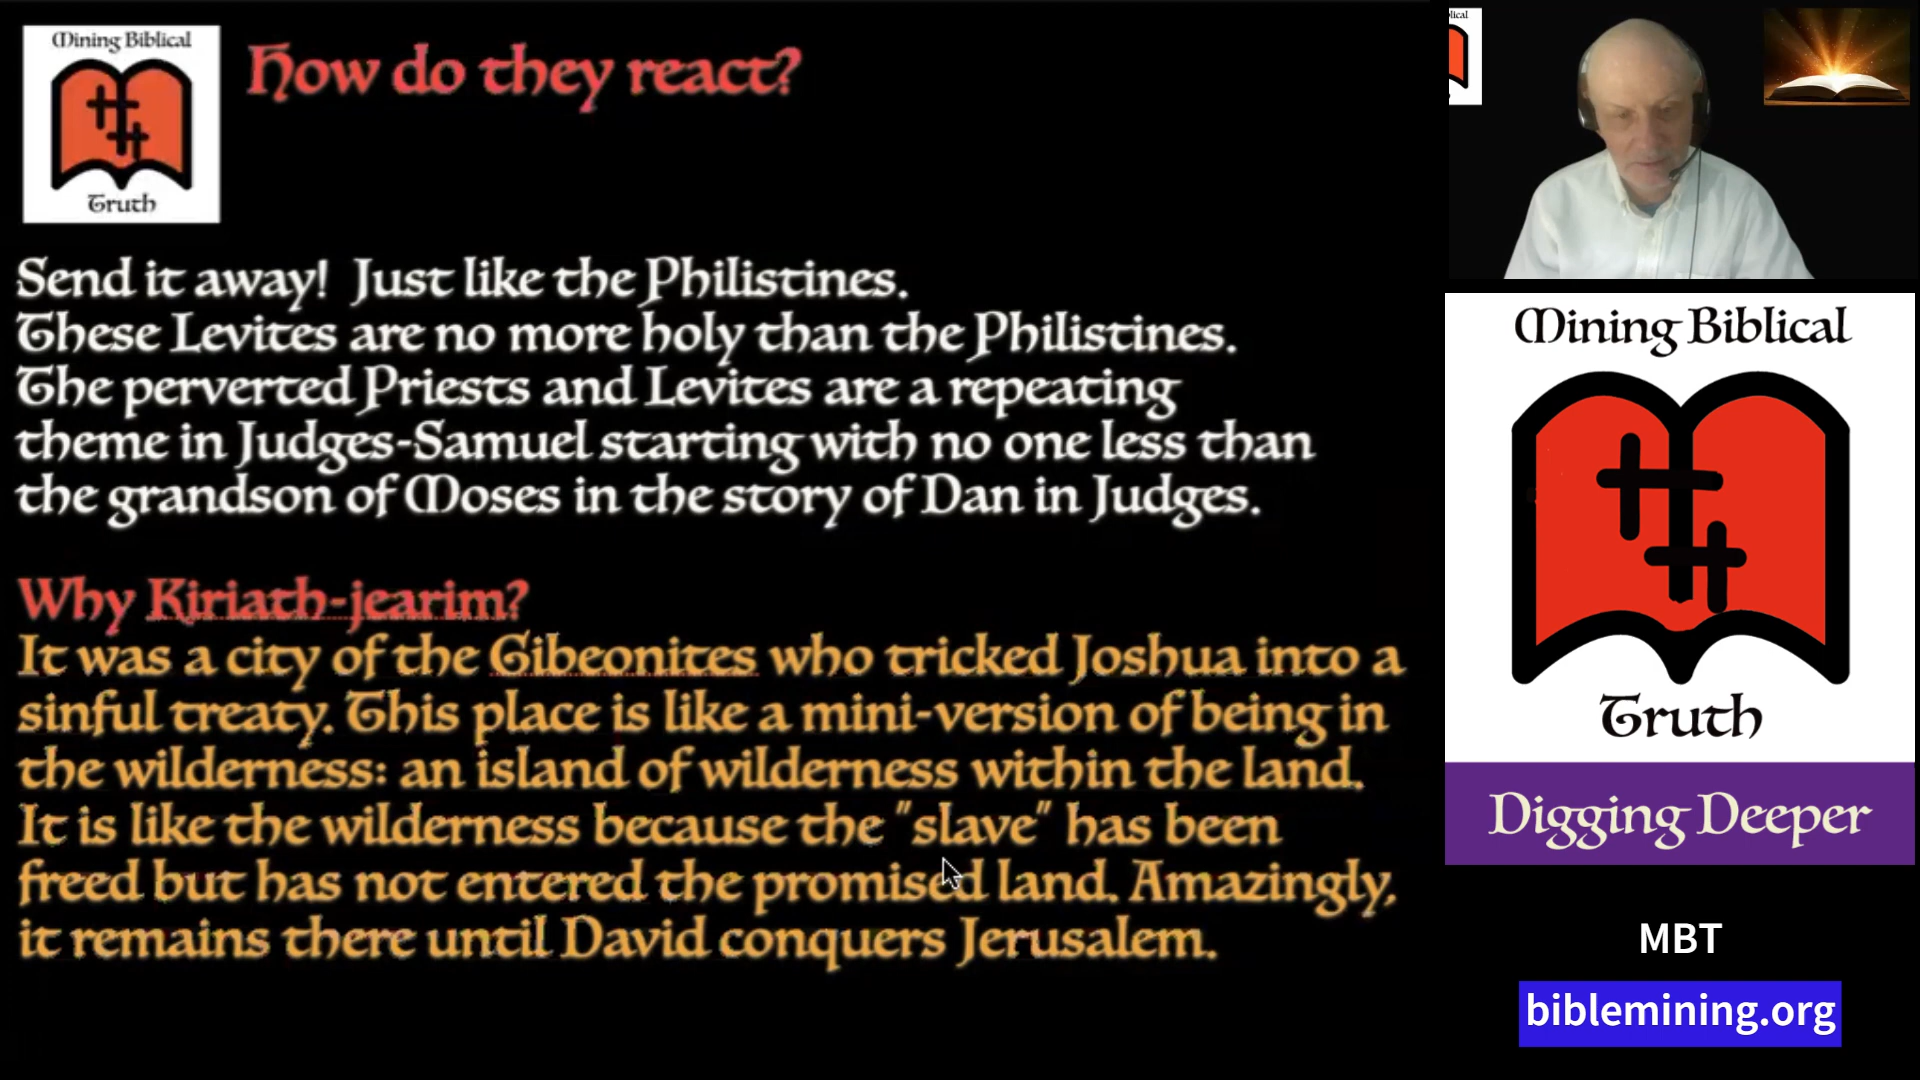 Mining Biblical
Truth
How do they react?
Send it away!  Just like the Philistines.
These Levites are no more holy than the Philistines.
The perverted Priests and Levites are a repeating
theme in Judges-Samuel starting with no one less than
the grandson of Moses in the story of Dan in Judges.
Why Kiriath-jearim?
It was a city of the Gibeonites who tricked Joshua into a
sinful treaty. This place is like a mini-version of being in
the wilderness: an island of wilderness within the land.
It is like the wilderness because the "slave" has been
freed but has not entered the promised land. Amazingly,
it remains there until David conquers Jerusalem.
lical
Mining Biblical
Truth
Digging Deeper
MBT
biblemining.org